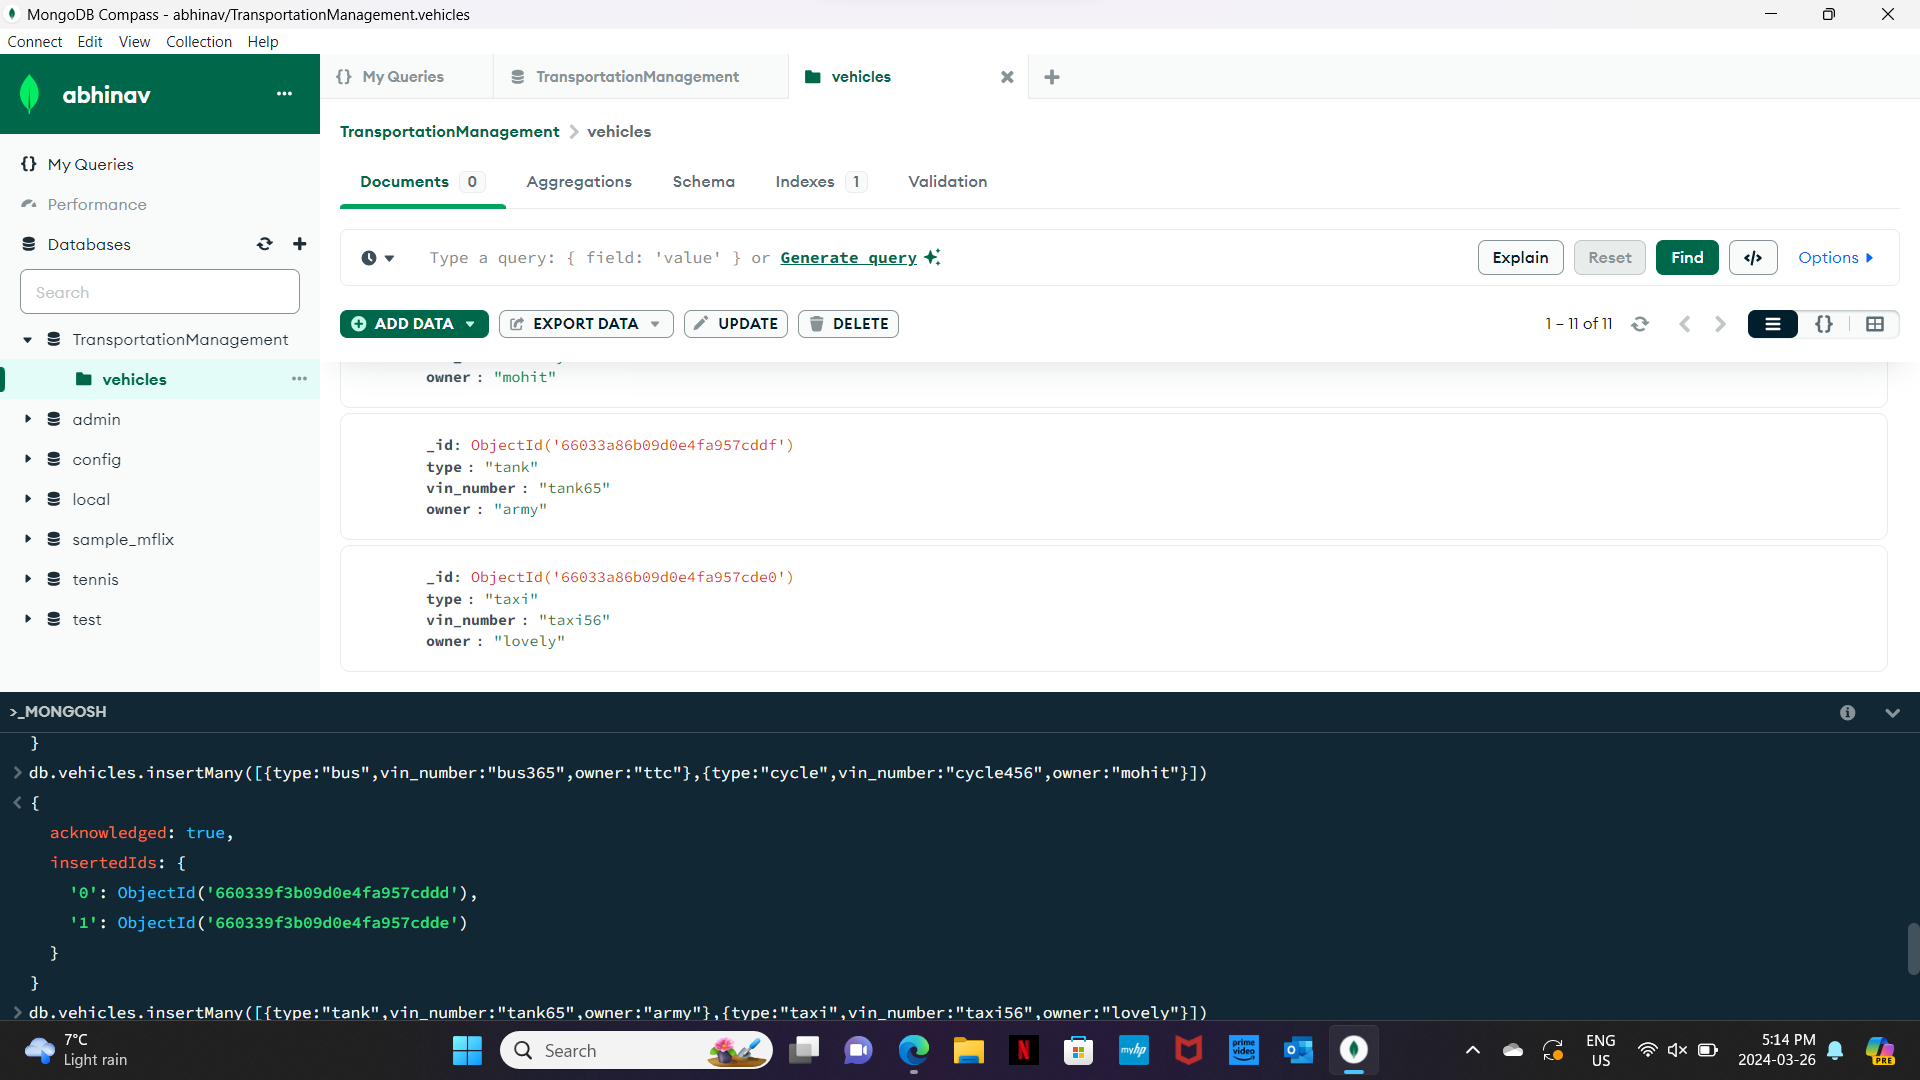 MongoDB Compass - abhinav/TransportationManagement.vehicles
Connect Edit View Collection Help
abhinav
{} My Queries
TransportationManagement
vehicles
TransportationManagement > vehicles
{} My Queries
Performance
Databases
Search
TransportationManagement
vehicles
admin
config
local
sample_mflix
tennis
test
Documents 0 Aggregations Schema Indexes 1 Validation
Type a query: { field: 'value' } or Generate query
Explain Reset Find </> Options
ADD DATA EXPORT DATA UPDATE DELETE
1 – 11 of 11
{}
owner : "mohit"
_id: ObjectId('66033a86b09d0e4fa957cddf')
type : "tank"
vin_number : "tank65"
owner : "army"
_id: ObjectId('66033a86b09d0e4fa957cde0')
type : "taxi"
vin_number : "taxi56"
owner : "lovely"
>_MONGOSH
}
> db.vehicles.insertMany([{type:"bus",vin_number:"bus365",owner:"ttc"},{type:"cycle",vin_number:"cycle456",owner:"mohit"}])
< {
acknowledged: true,
insertedIds: {
'0': ObjectId('660339f3b09d0e4fa957cddd'),
'1': ObjectId('660339f3b09d0e4fa957cdde')
}
}
> db.vehicles.insertMany([{type:"tank",vin_number:"tank65",owner:"army"},{type:"taxi",vin_number:"taxi56",owner:"lovely"}])
7°C
Light rain
Search
N
myhp
prime video
PRE
ENG
US
5:14 PM
2024-03-26